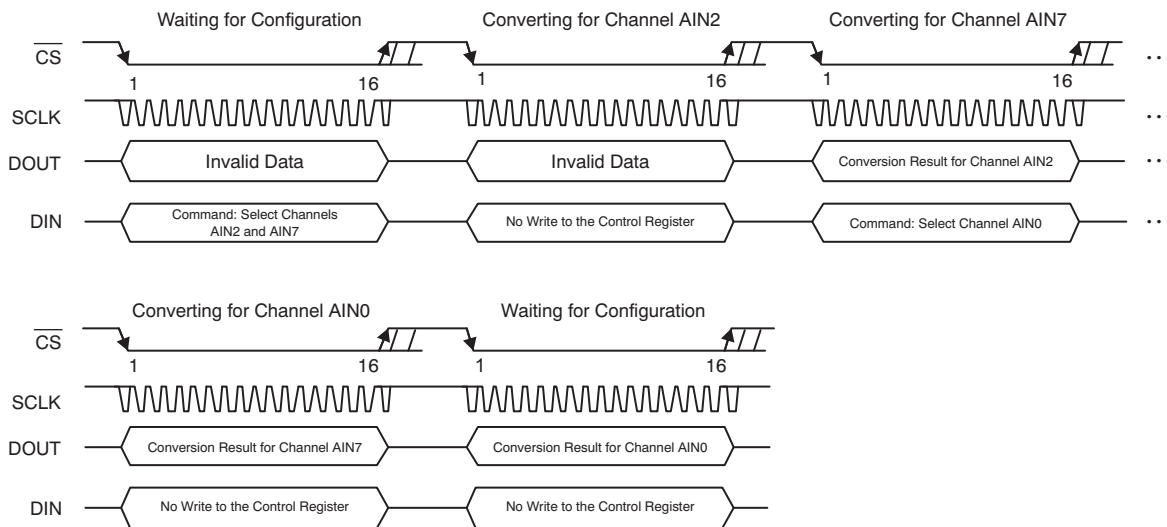 Waiting for Configuration Converting for Channel AIN2 Converting for Channel AIN7
CS
1 16 1 16 1 16 ...
SCLK ...
DOUT Invalid Data Invalid Data Conversion Result for Channel AIN2 ...
DIN Command: Select Channels
AIN2 and AIN7 No Write to the Control Register Command: Select Channel AIN0 ...
Converting for Channel AIN0 Waiting for Configuration
CS
1 16 1 16
SCLK
DOUT Conversion Result for Channel AIN7 Conversion Result for Channel AIN0
DIN No Write to the Control Register No Write to the Control Register